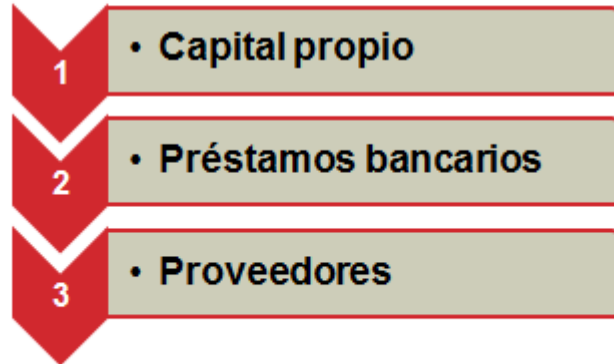 1 • Capital propio
2 • Préstamos bancarios
3 • Proveedores